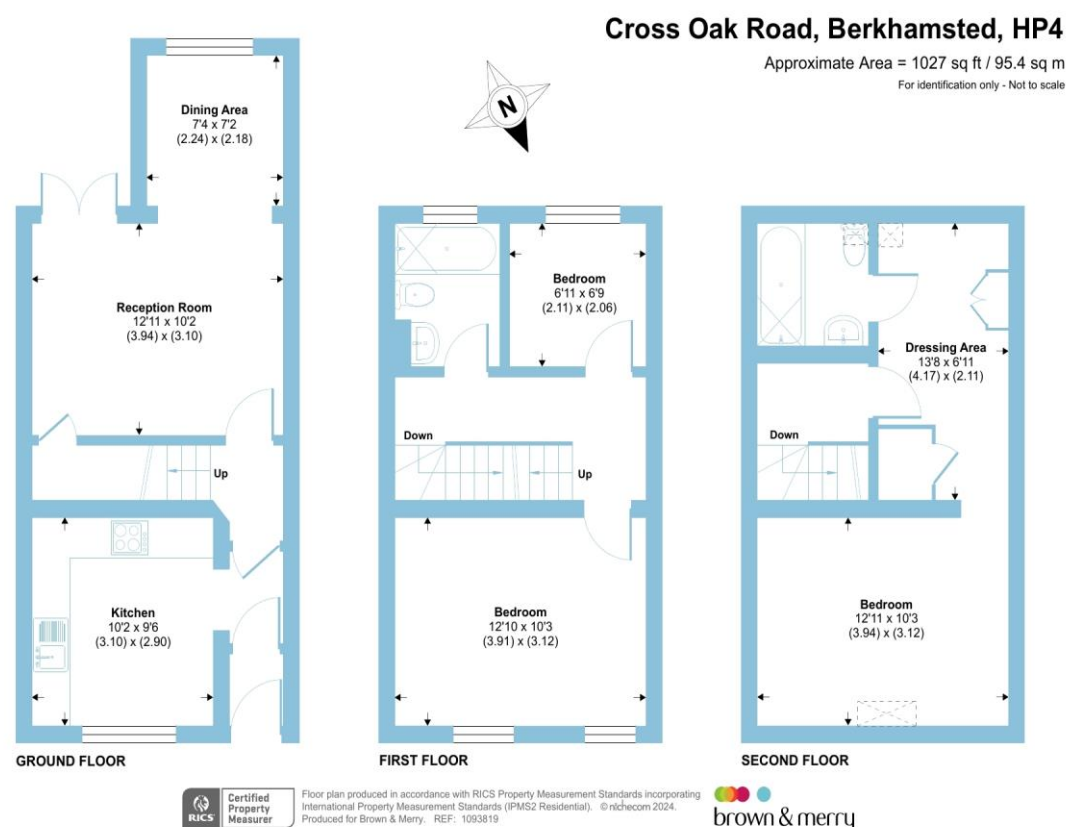 Cross Oak Road, Berkhamsted, HP4
Approximate Area = 1027 sq ft / 95.4 sq m
For identification only - Not to scale
N
Dining Area
7'4 x 7'2
(2.24) x (2.18)
Reception Room
12'11 x 10'2
(3.94) x (3.10)
Up
Kitchen
10'2 x 9'6
(3.10) x (2.90)
GROUND FLOOR
Bedroom
6'11 x 6'9
(2.11) x (2.06)
Down
Up
Bedroom
12'10 x 10'3
(3.91) x (3.12)
FIRST FLOOR
Dressing Area
13'8 x 6'11
(4.17) x (2.11)
Down
Bedroom
12'11 x 10'3
(3.94) x (3.12)
SECOND FLOOR
RICS
Certified
Property
Measurer
Floor plan produced in accordance with RICS Property Measurement Standards incorporating
International Property Measurement Standards (IPMS2 Residential). © nlchecom 2024.
Produced for Brown & Merry. REF: 1093819
brown & merry